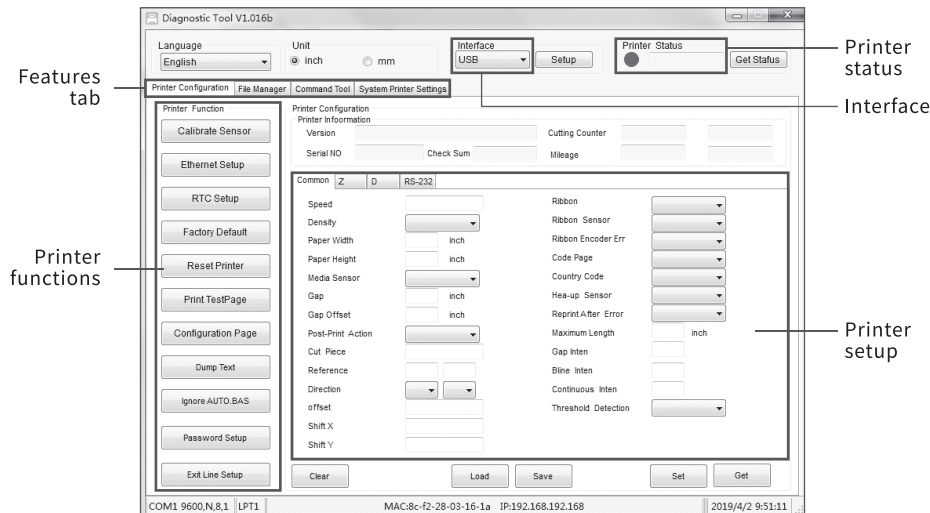 Diagnostic Tool V1.016b
Language
Unit
Interface
Printer Status
English
inch
mm
USB
Setup
Get Status
Printer status
Interface
Features tab
Printer Configuration
File Manager
Command Tool
System Printer Settings
Printer Function
Calibrate Sensor
Ethernet Setup
RTC Setup
Factory Default
Reset Printer
Print TestPage
Configuration Page
Dump Text
Ignore AUTO.BAS
Password Setup
Exit Line Setup
Printer functions
Printer Configuration
Printer Infoormation
Version
Cutting Counter
Serial NO
Check Sum
Mileage
Common
Z
D
RS-232
Speed
Density
Paper Width inch
Paper Height inch
Media Sensor
Gap inch
Gap Offset inch
Post-Print Action
Cut Piece
Reference
Direction
offset
Shift X
Shift Y
Ribbon
Ribbon Sensor
Ribbon Encoder Err
Code Page
Country Code
Hea-up Sensor
Reprint After Error
Maximum Length inch
Gap Inten
Bline Inten
Continuous Inten
Threshold Detection
Printer setup
Clear
Load
Save
Set
Get
COM1 9600,N,8,1
LPT1
MAC:8c-f2-28-03-16-1a IP:192.168.192.168
2019/4/2 9:51:11